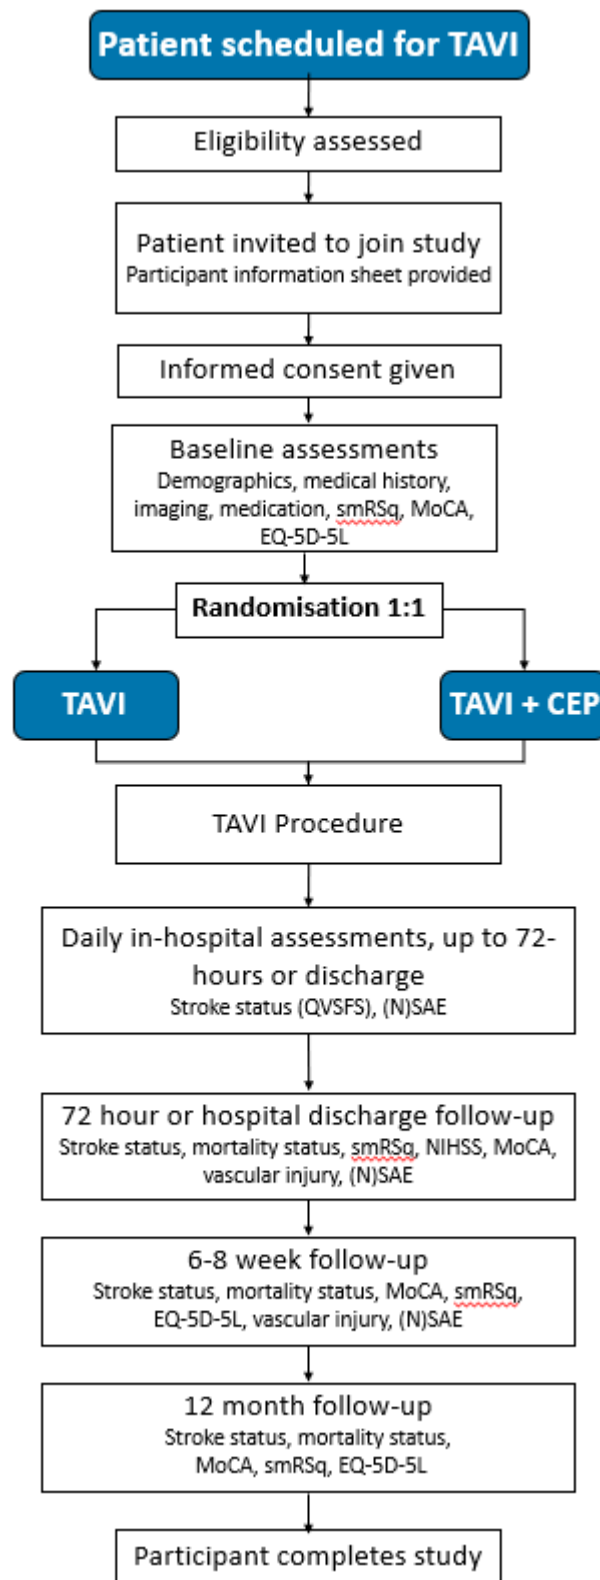 Patient scheduled for TAVI
Eligibility assessed
Patient invited to join study
Participant information sheet provided
Informed consent given
Baseline assessments
Demographics, medical history,
imaging, medication, smRSq, MoCA,
EQ-5D-5L
Randomisation 1:1
TAVI
TAVI + CEP
TAVI Procedure
Daily in-hospital assessments, up to 72-
hours or discharge
Stroke status (QVSFS), (N)SAE
72 hour or hospital discharge follow-up
Stroke status, mortality status, smRSq, NIHSS, MoCA,
vascular injury, (N)SAE
6-8 week follow-up
Stroke status, mortality status, MoCA, smRSq,
EQ-5D-5L, vascular injury, (N)SAE
12 month follow-up
Stroke status, mortality status,
MoCA, smRSq, EQ-5D-5L
Participant completes study